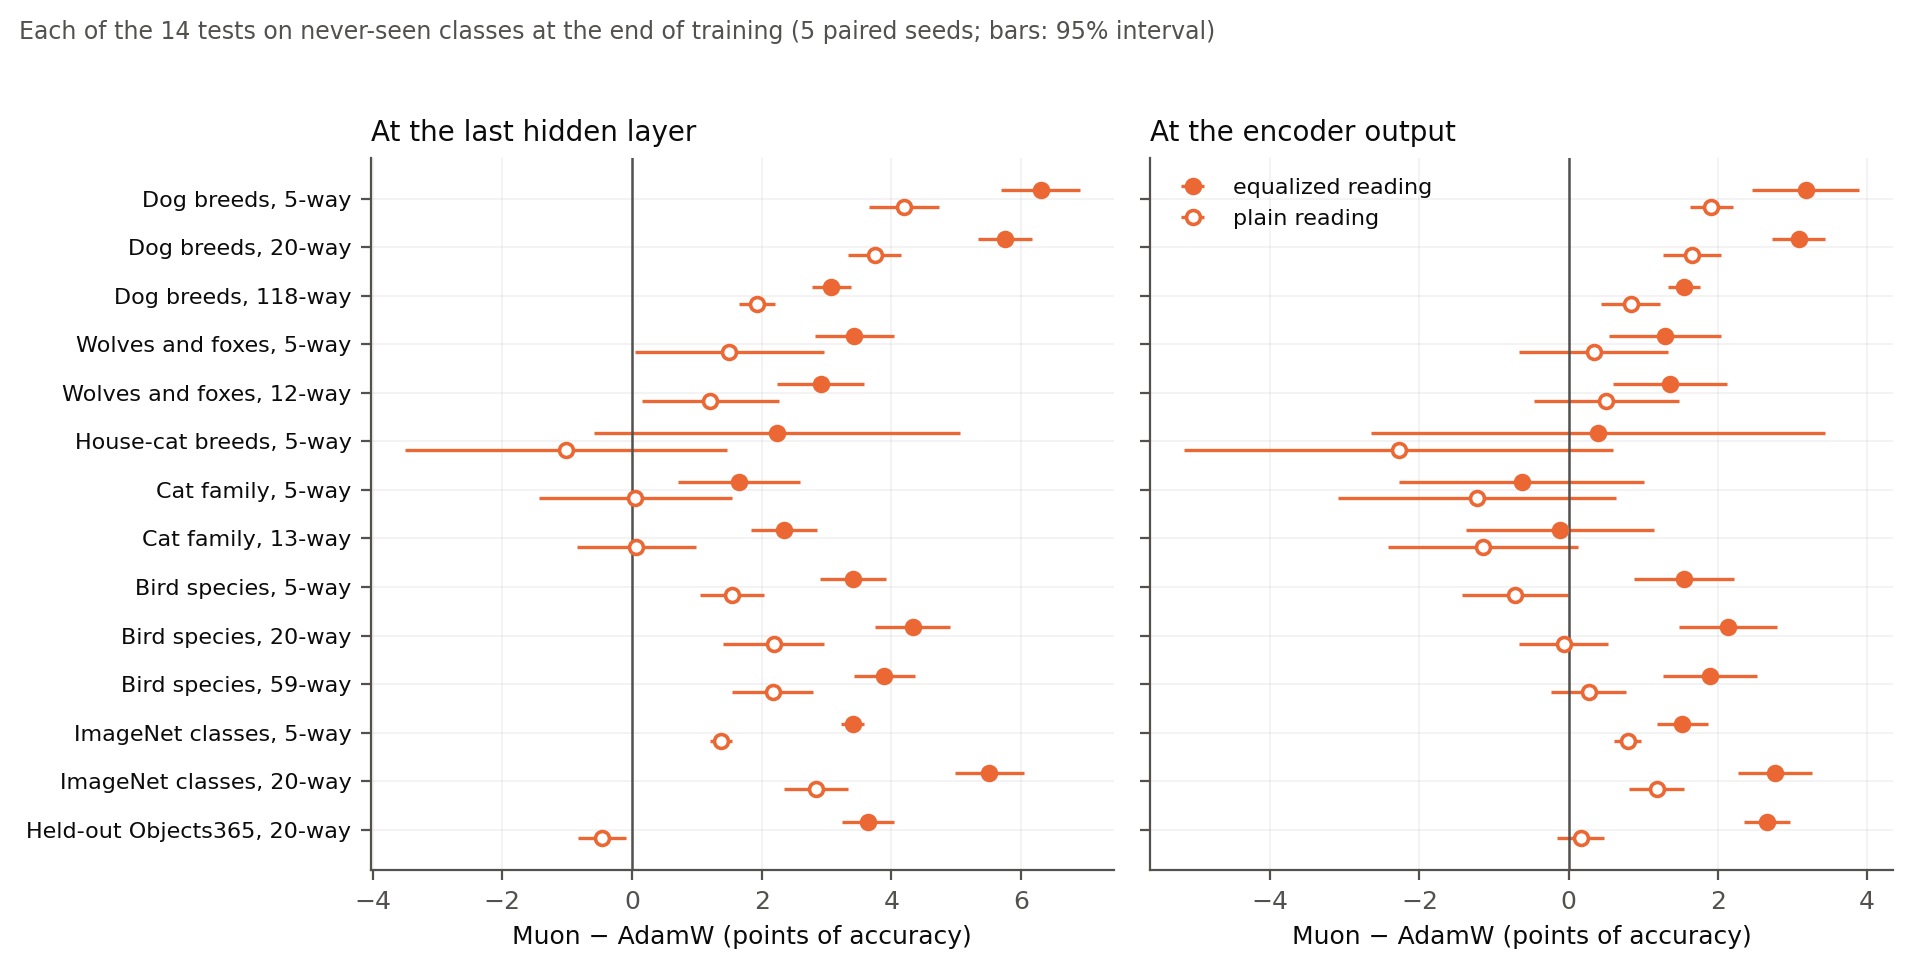 Each of the 14 tests on never-seen classes at the end of training (5 paired seeds; bars: 95% interval)
At the last hidden layer
At the encoder output
equalized reading
plain reading
Dog breeds, 5-way
Dog breeds, 20-way
Dog breeds, 118-way
Wolves and foxes, 5-way
Wolves and foxes, 12-way
House-cat breeds, 5-way
Cat family, 5-way
Cat family, 13-way
Bird species, 5-way
Bird species, 20-way
Bird species, 59-way
ImageNet classes, 5-way
ImageNet classes, 20-way
Held-out Objects365, 20-way
−4 −2 0 2 4 6
−4 −2 0 2 4
Muon − AdamW (points of accuracy)
Muon − AdamW (points of accuracy)